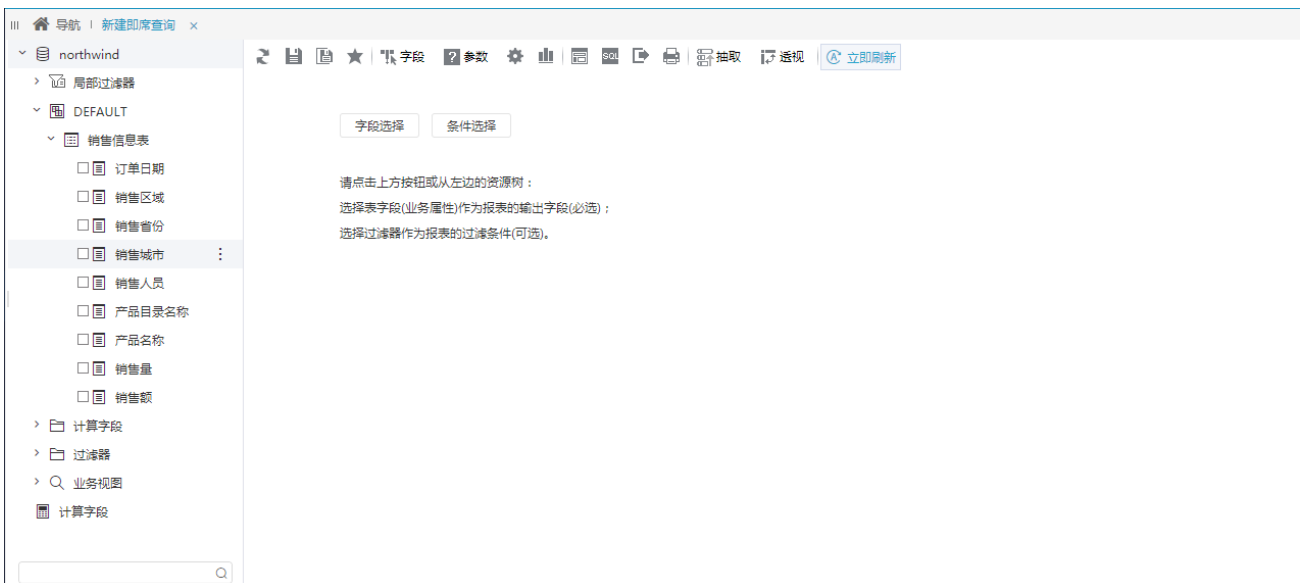 导航 新建即席查询 ×
northwind
字段 参数 SQL 抽取 透视 立即刷新
局部过滤器
DEFAULT
销售信息表
订单日期
销售区域
销售省份
销售城市
销售人员
产品目录名称
产品名称
销售量
销售额
计算字段
过滤器
业务视图
计算字段
字段选择 条件选择
请点击上方按钮或从左边的资源树：
选择表字段(业务属性)作为报表的输出字段(必选)；
选择过滤器作为报表的过滤条件(可选)。